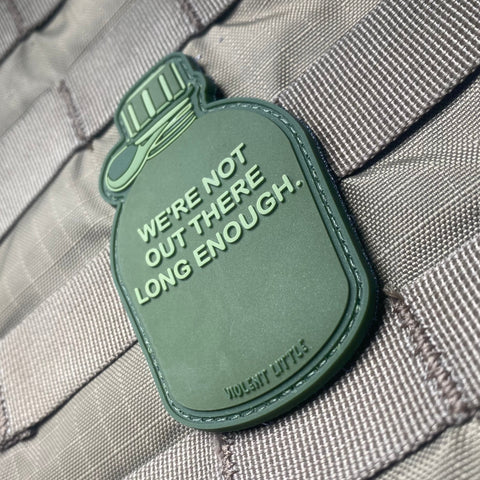 WE'RE NOT
OUT THERE
LONG ENOUGH.
VIOLENT LITTLE